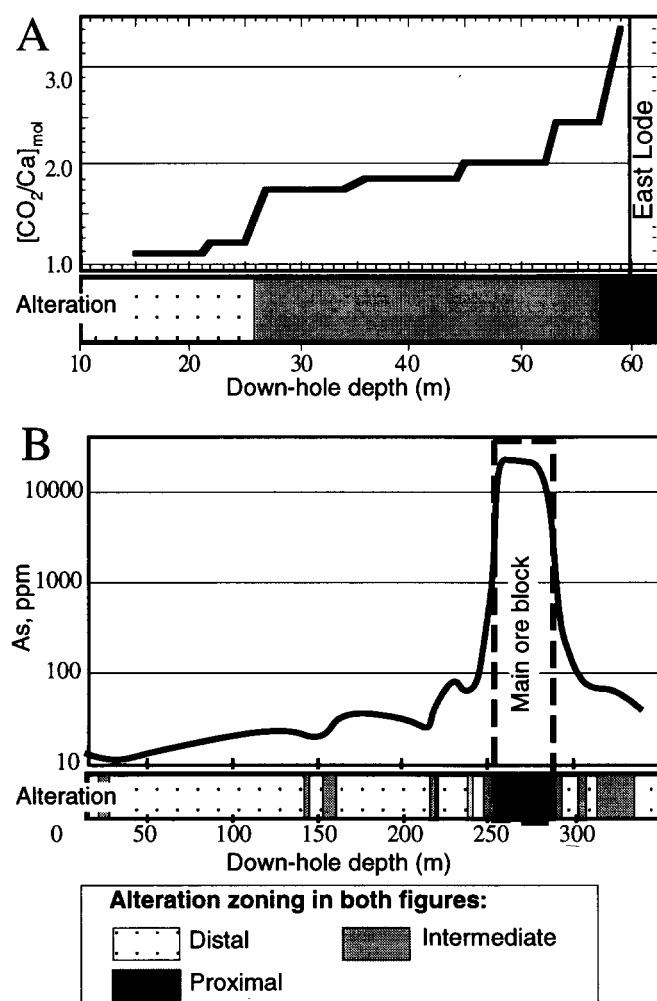 A
3.0
2.0
1.0
[CO₂/Ca]mol
East Lode
Alteration
10 20 30 40 50 60
Down-hole depth (m)
B
10000
1000
100
10
As, ppm
Main ore block
Alteration
0 50 100 150 200 250 300
Down-hole depth (m)
Alteration zoning in both figures:
Distal Intermediate
Proximal